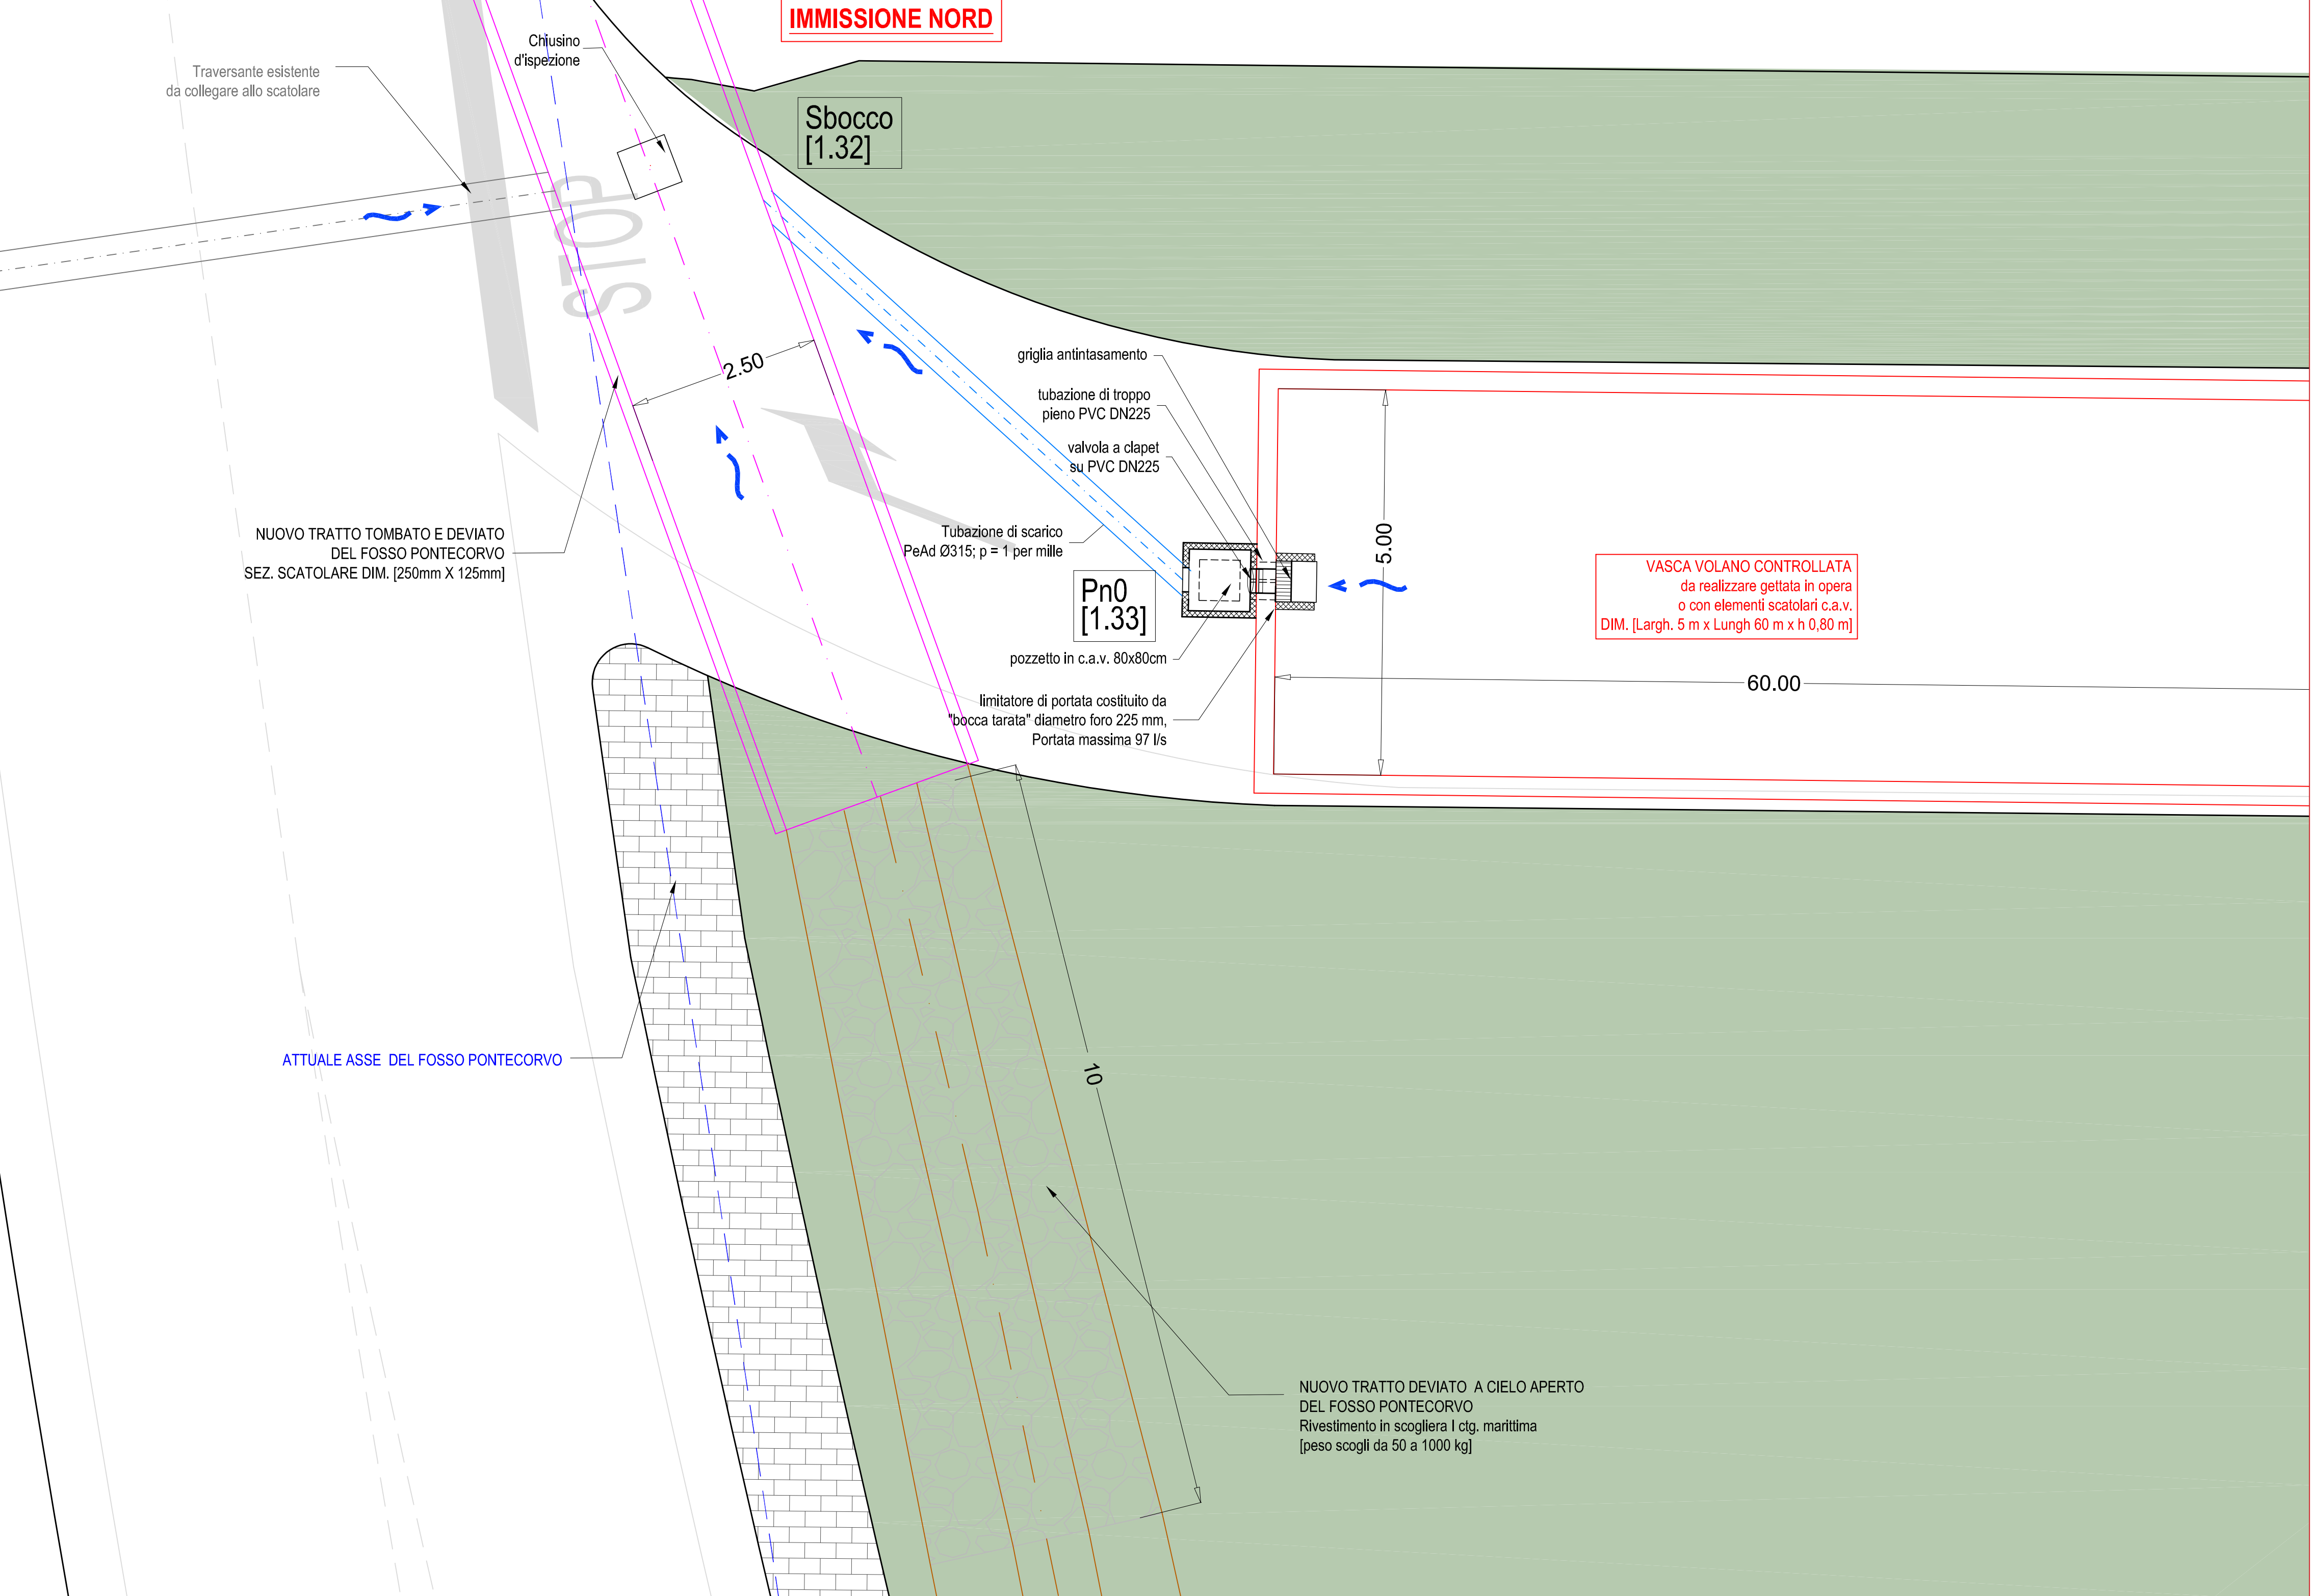 IMMISSIONE NORD
Chiusino
d'ispezione
Traversante esistente
da collegare allo scatolare
Sbocco
[1.32]
STOP
2.50
griglia antintasamento
tubazione di troppo
pieno PVC DN225
valvola a clapet
su PVC DN225
Tubazione di scarico
PeAd Ø315; p = 1 per mille
NUOVO TRATTO TOMBATO E DEVIATO
DEL FOSSO PONTECORVO
SEZ. SCATOLARE DIM. [250mm X 125mm]
Pn0
[1.33]
5.00
VASCA VOLANO CONTROLLATA
da realizzare gettata in opera
o con elementi scatolari c.a.v.
DIM. [Largh. 5 m x Lungh 60 m x h 0,80 m]
pozzetto in c.a.v. 80x80cm
60.00
limitatore di portata costituito da
"bocca tarata" diametro foro 225 mm,
Portata massima 97 l/s
ATTUALE ASSE  DEL FOSSO PONTECORVO
10
NUOVO TRATTO DEVIATO  A CIELO APERTO
DEL FOSSO PONTECORVO
Rivestimento in scogliera I ctg. marittima
[peso scogli da 50 a 1000 kg]